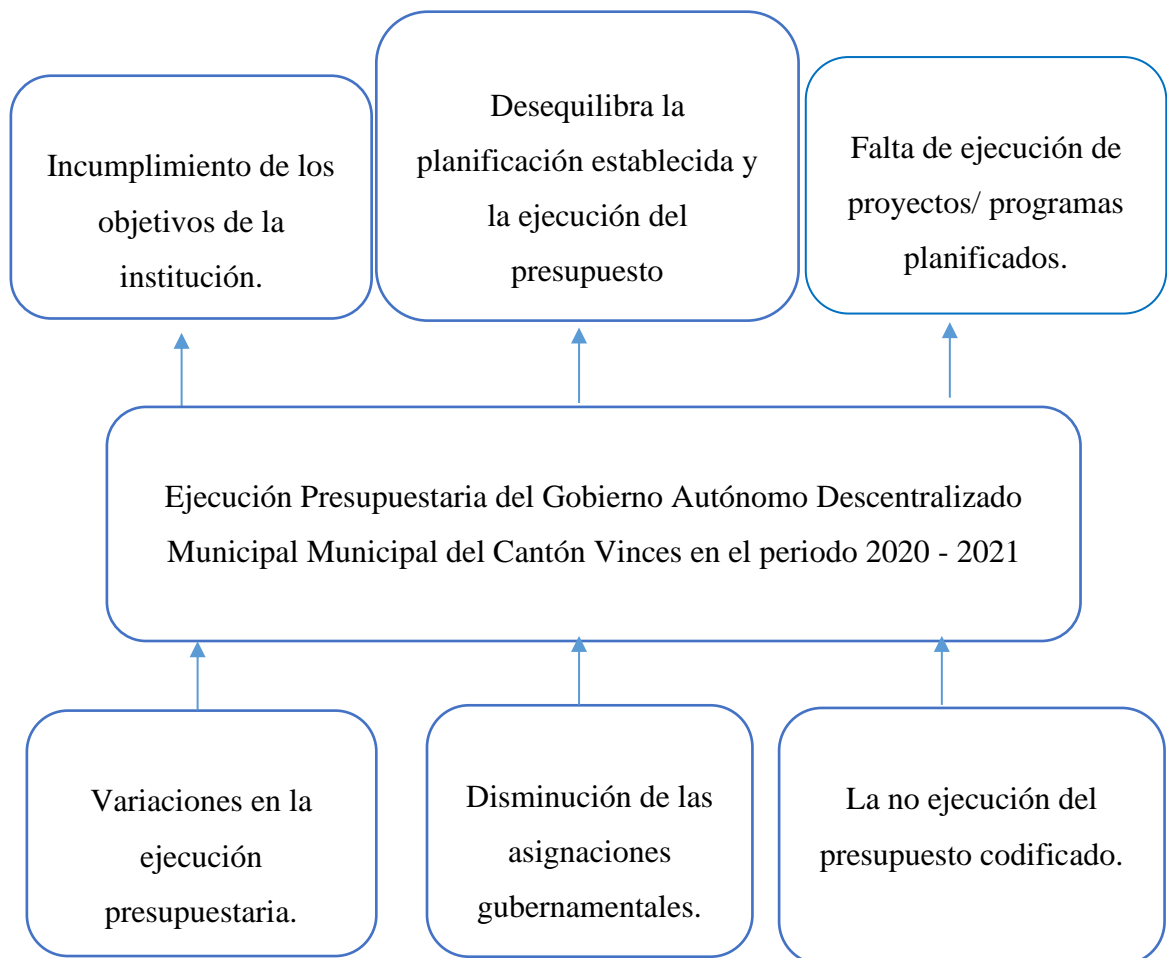 Incumplimiento de los
objetivos de la
institución.
Desequilibra la
planificación establecida y
la ejecución del
presupuesto
Falta de ejecución de
proyectos/ programas
planificados.
Ejecución Presupuestaria del Gobierno Autónomo Descentralizado
Municipal Municipal del Cantón Vinces en el periodo 2020 - 2021
Variaciones en la
ejecución
presupuestaria.
Disminución de las
asignaciones
gubernamentales.
La no ejecución del
presupuesto codificado.